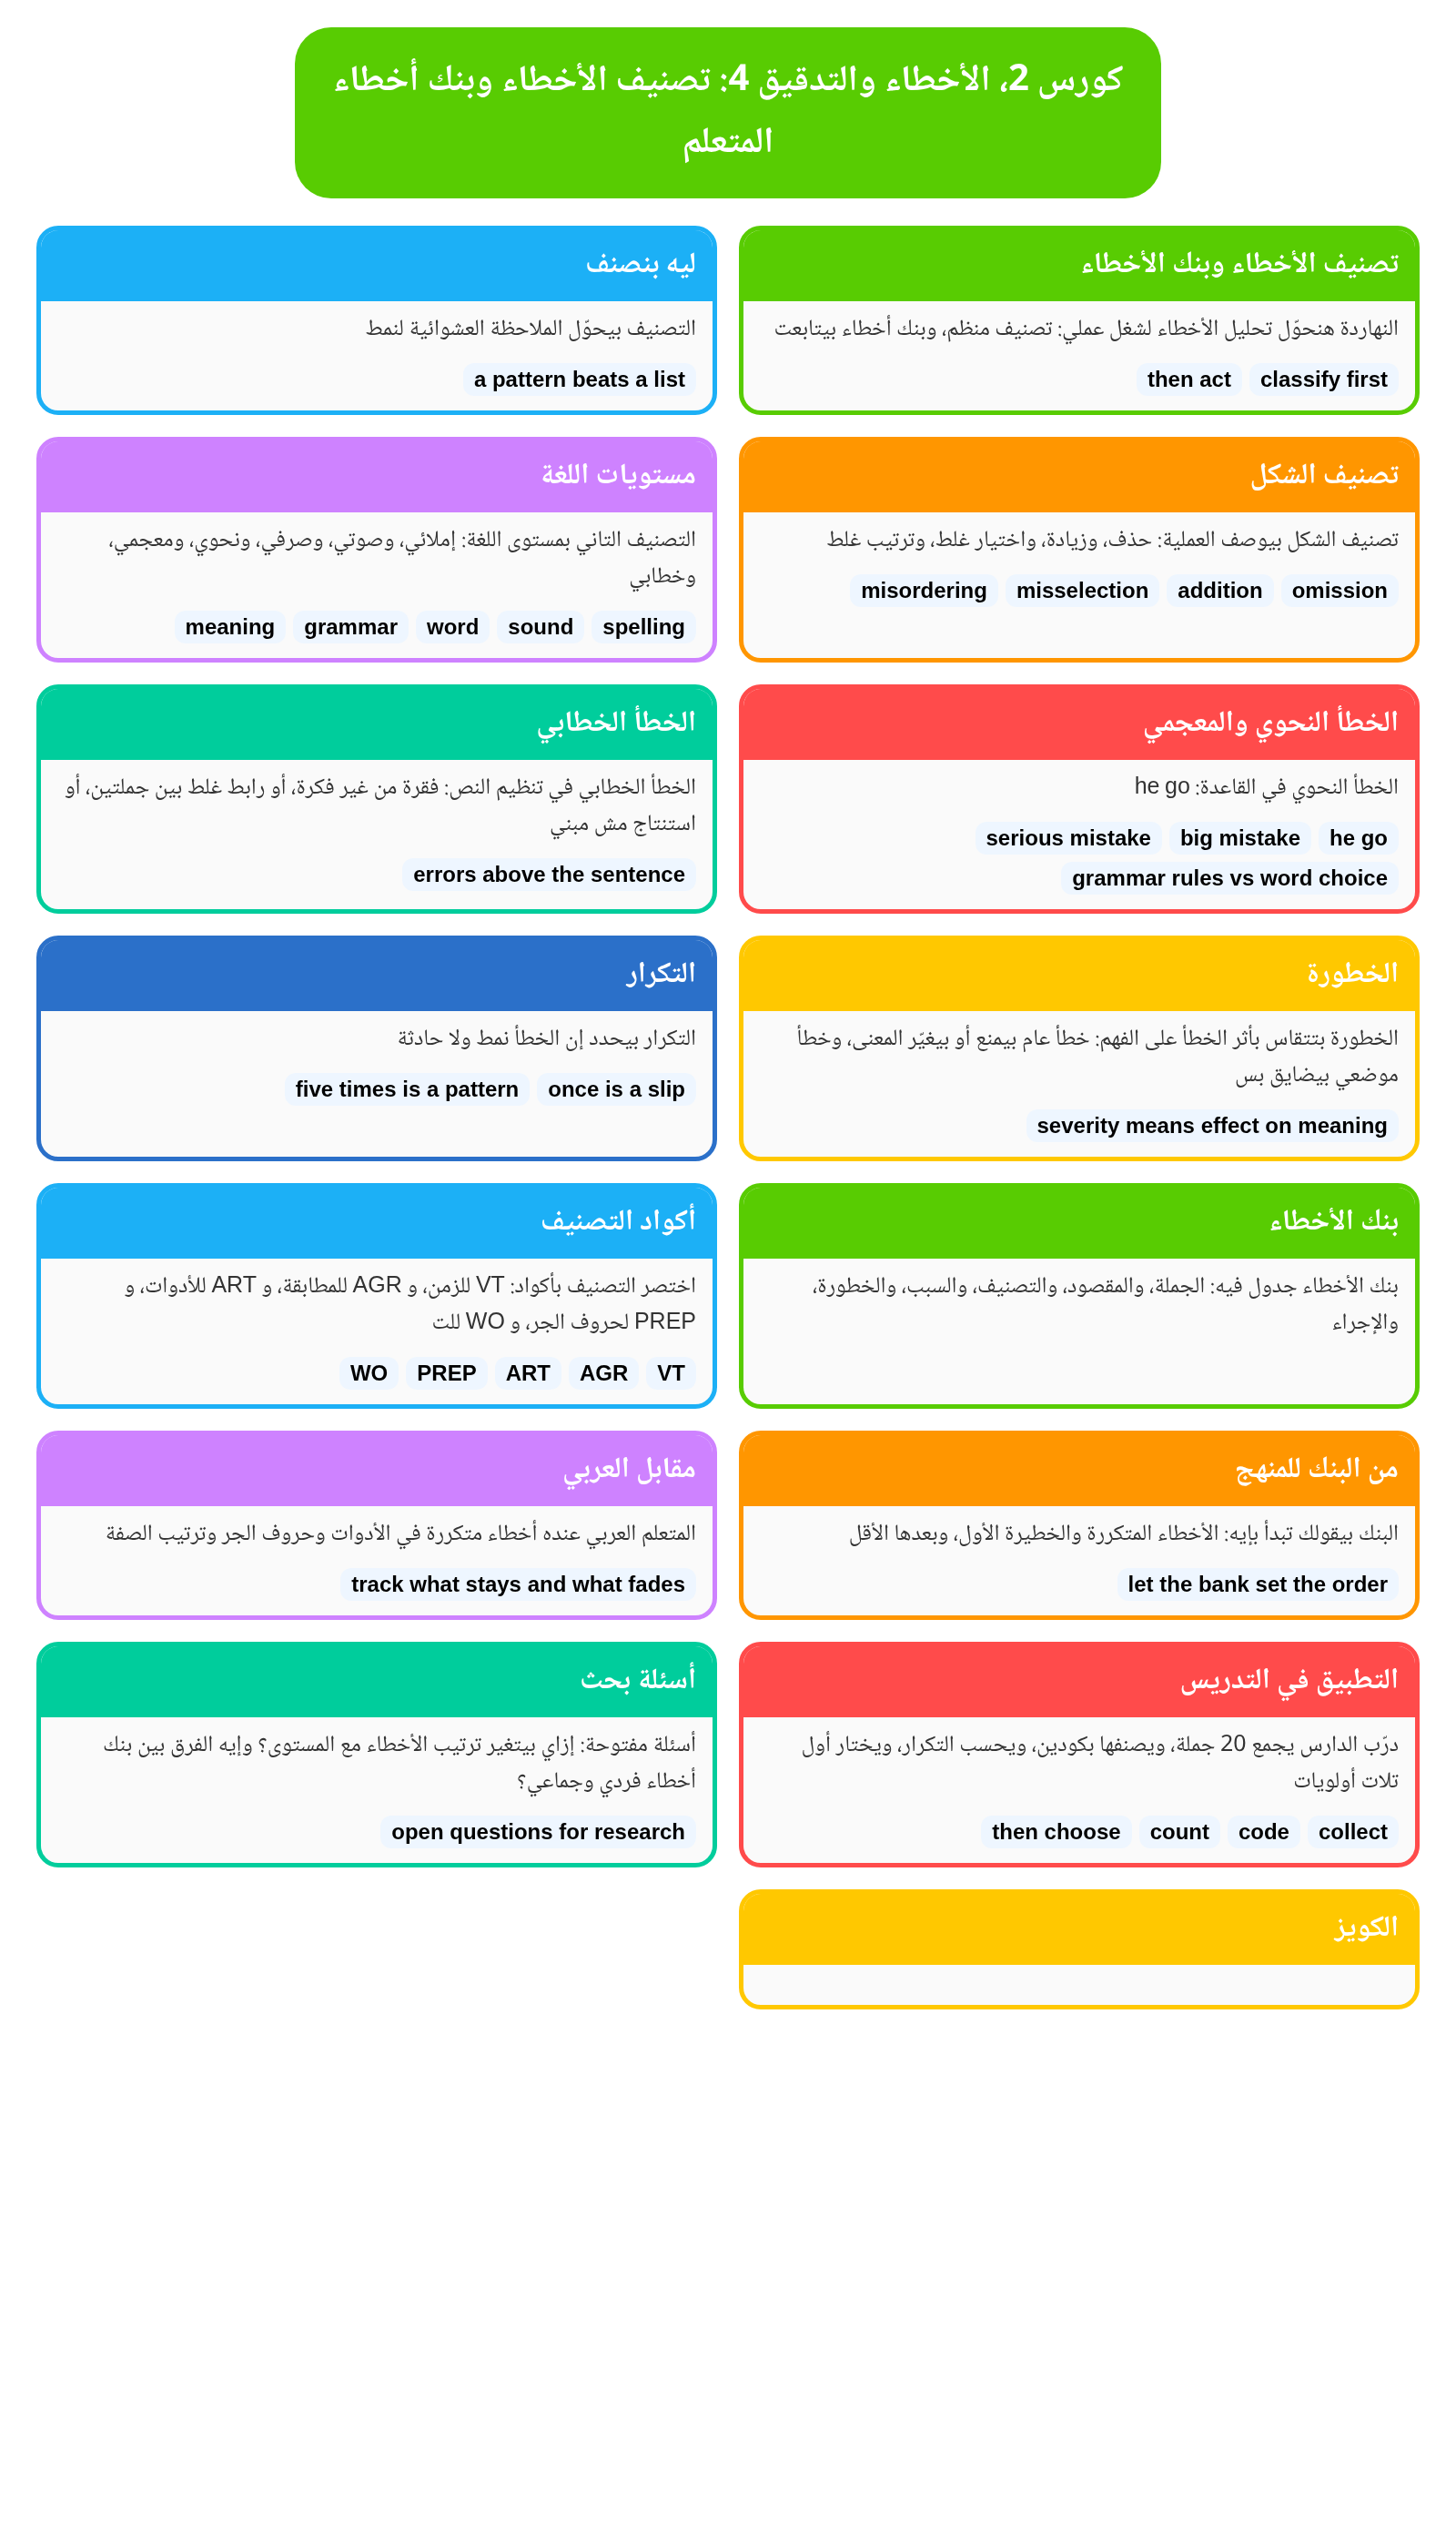 كورس 2، الأخطاء والتدقيق 4: تصنيف الأخطاء وبنك أخطاء
المتعلم
تصنيف الأخطاء وبنك الأخطاء
النهاردة هنحوّل تحليل الأخطاء لشغل عملي: تصنيف منظم، وبنك أخطاء بيتابعت
classify first then act
ليه بنصنف
التصنيف بيحوّل الملاحظة العشوائية لنمط
a pattern beats a list
تصنيف الشكل
تصنيف الشكل بيوصف العملية: حذف، وزيادة، واختيار غلط، وترتيب غلط
omission addition misselection misordering
مستويات اللغة
التصنيف التاني بمستوى اللغة: إملائي، وصوتي، وصرفي، ونحوي، ومعجمي،
وخطابي
spelling sound word grammar meaning
الخطأ النحوي والمعجمي
الخطأ النحوي في القاعدة: he go
he go big mistake serious mistake
grammar rules vs word choice
الخطأ الخطابي
الخطأ الخطابي في تنظيم النص: فقرة من غير فكرة، أو رابط غلط بين جملتين، أو
استنتاج مش مبني
errors above the sentence
الخطورة
الخطورة بتتقاس بأثر الخطأ على الفهم: خطأ عام بيمنع أو بيغيّر المعنى، وخطأ
موضعي بيضايق بس
severity means effect on meaning
التكرار
التكرار بيحدد إن الخطأ نمط ولا حادثة
once is a slip five times is a pattern
بنك الأخطاء
بنك الأخطاء جدول فيه: الجملة، والمقصود، والتصنيف، والسبب، والخطورة،
والإجراء
أكواد التصنيف
اختصر التصنيف بأكواد: VT للزمن، و AGR للمطابقة، و ART للأدوات، و
PREP لحروف الجر، و WO للت
VT AGR ART PREP WO
من البنك للمنهج
البنك بيقولك تبدأ بإيه: الأخطاء المتكررة والخطيرة الأول، وبعدها الأقل
let the bank set the order
مقابل العربي
المتعلم العربي عنده أخطاء متكررة في الأدوات وحروف الجر وترتيب الصفة
track what stays and what fades
التطبيق في التدريس
درّب الدارس يجمع 20 جملة، ويصنفها بكودين، ويحسب التكرار، ويختار أول
تلات أولويات
collect code count then choose
أسئلة بحث
أسئلة مفتوحة: إزاي بيتغير ترتيب الأخطاء مع المستوى؟ وإيه الفرق بين بنك
أخطاء فردي وجماعي؟
open questions for research
الكويز